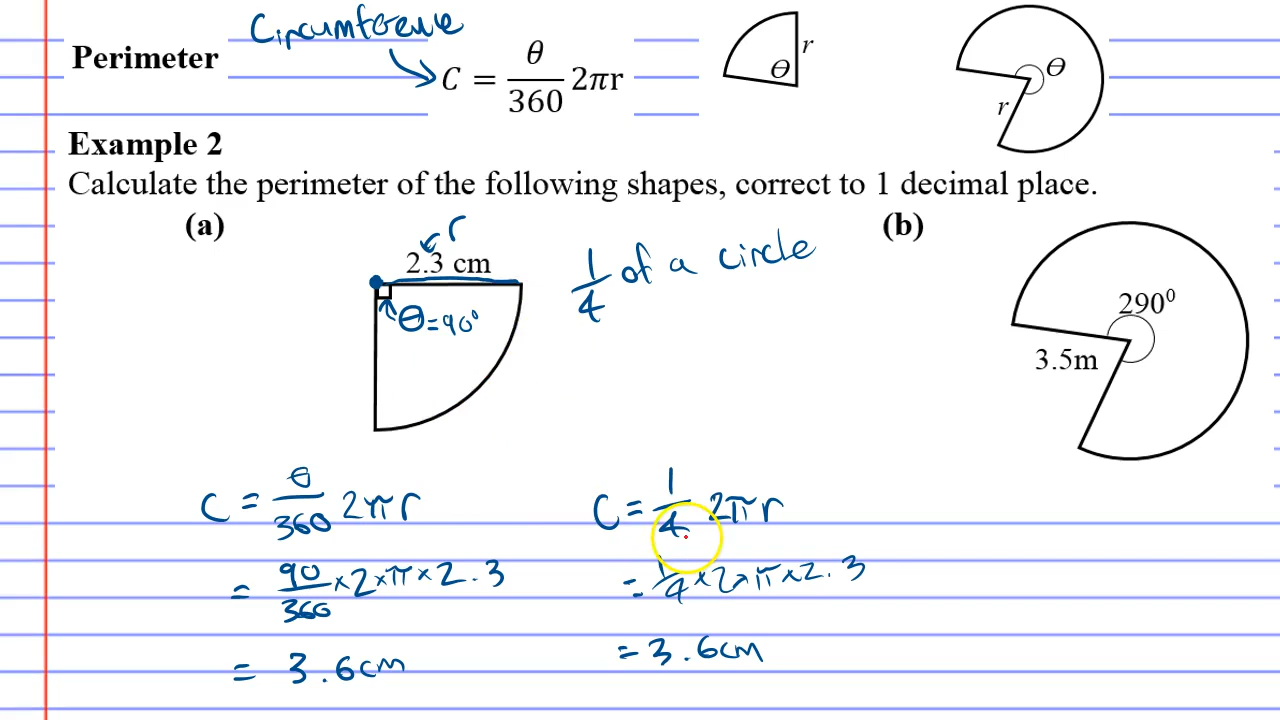 Circumference
Perimeter
C = θ/360 2πr
r
θ
θ
r
Example 2
Calculate the perimeter of the following shapes, correct to 1 decimal place.
(a)
(b)
r
2.3 cm
θ=90°
1/4 of a circle
290⁰
3.5m
C = θ/360 2πr
= 90/360 × 2 × π × 2.3
= 3.6cm
C = 1/4 2πr
= 1/4 × 2 × π × 2.3
= 3.6cm